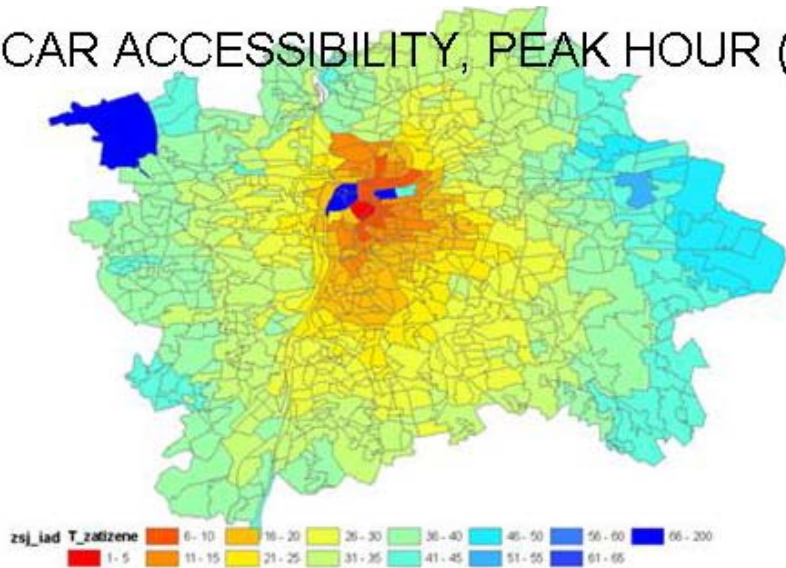 CAR ACCESSIBILITY, PEAK HOUR (
zsj_iad T_zatizene 6 - 10 16 - 20 26 - 30 36 - 40 46 - 50 56 - 60 66 - 200
1 - 5 11 - 15 21 - 25 31 - 35 41 - 45 51 - 55 61 - 65